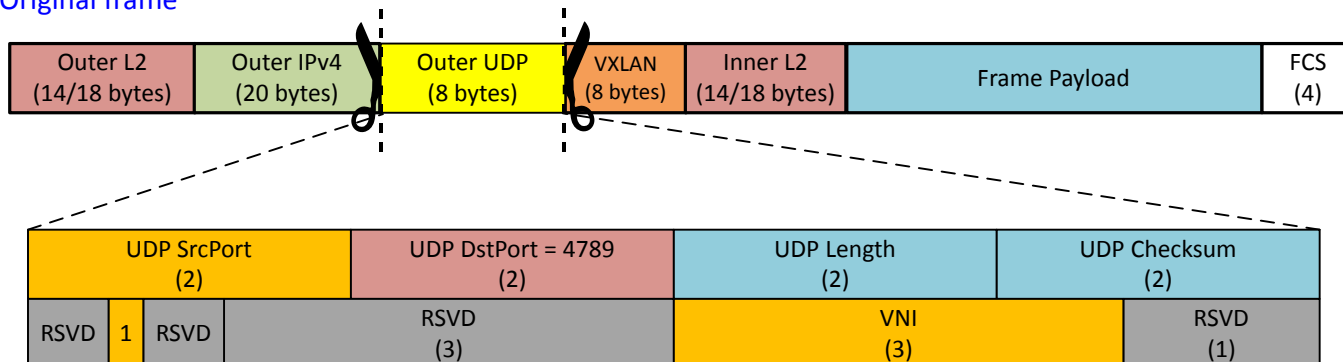 Original frame
Outer L2
(14/18 bytes)
Outer IPv4
(20 bytes)
Outer UDP
(8 bytes)
VXLAN
(8 bytes)
Inner L2
(14/18 bytes)
Frame Payload
FCS
(4)
UDP SrcPort
(2)
UDP DstPort = 4789
(2)
UDP Length
(2)
UDP Checksum
(2)
RSVD
1
RSVD
RSVD
(3)
VNI
(3)
RSVD
(1)